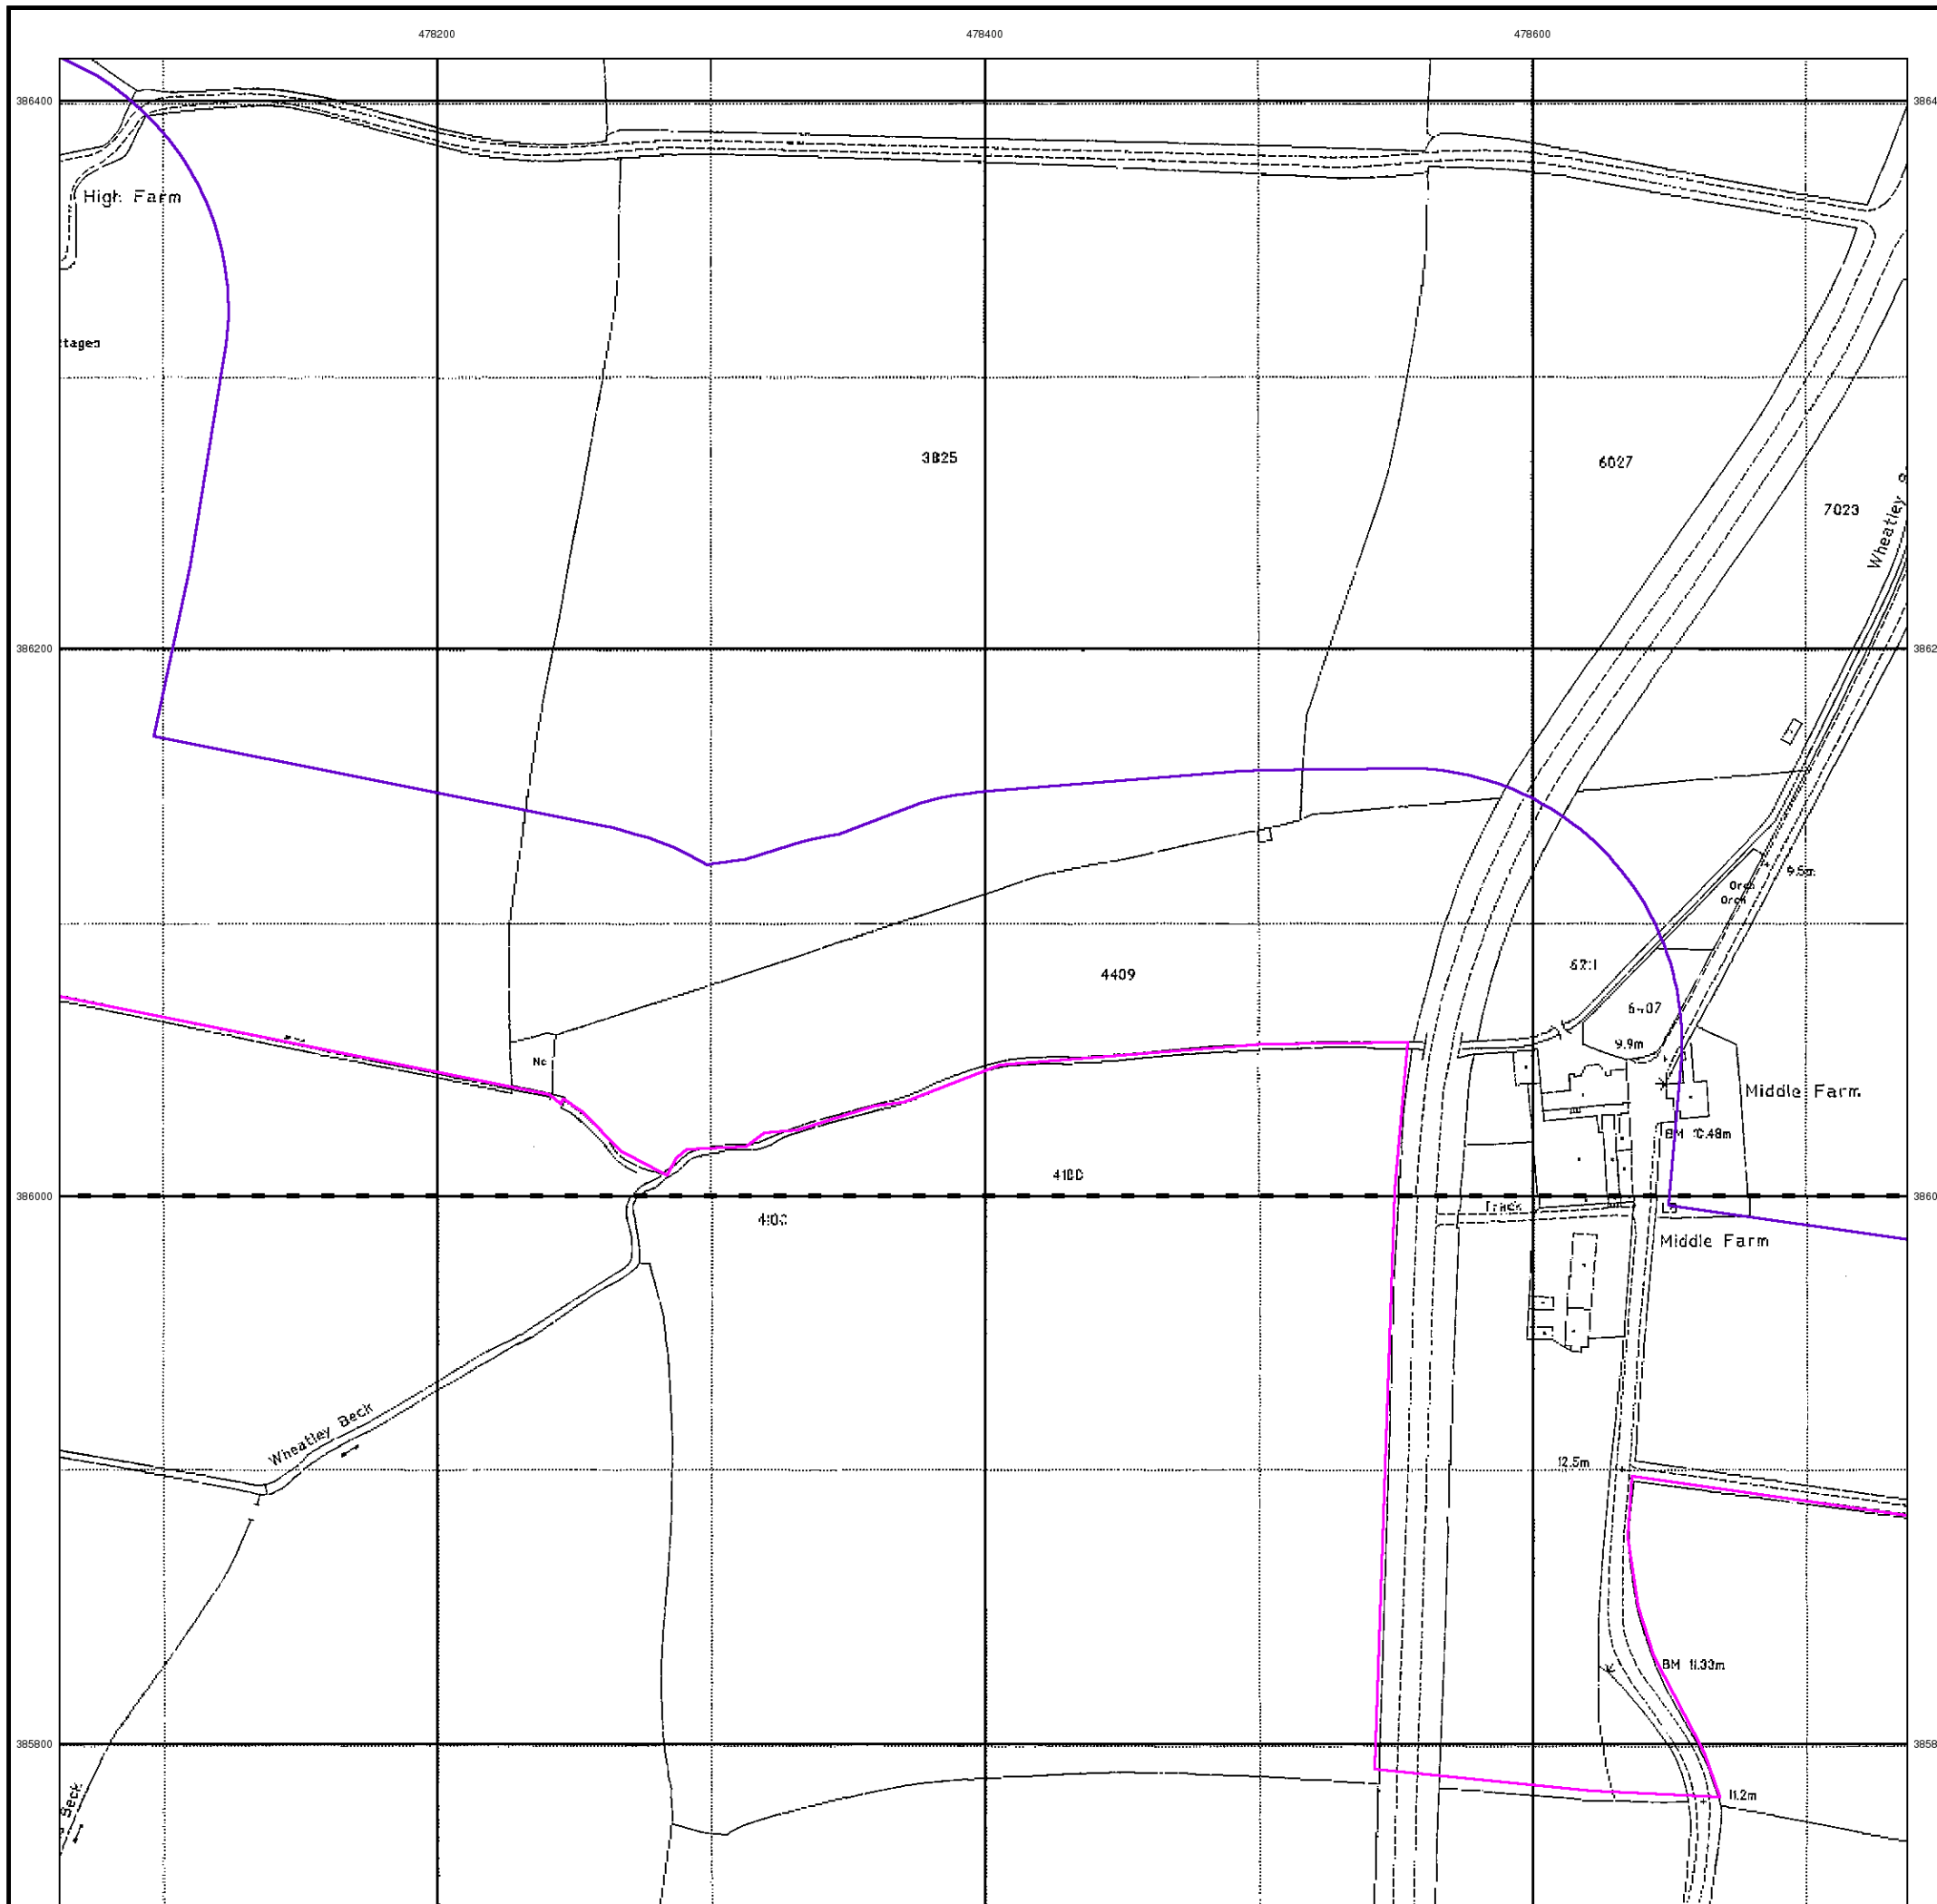 478200
478400
478600
386400
High Farm
ttages
3825
6027
7023
Wheatley
386200
9.5m
Orch
Orch
4409
6407
9.9m
Nc
Middle Farm
BM 10.48m
4100
386000
Track
Middle Farm
Wheatley Beck
12.5m
BM 11.33m
385800
Beck
11.2m